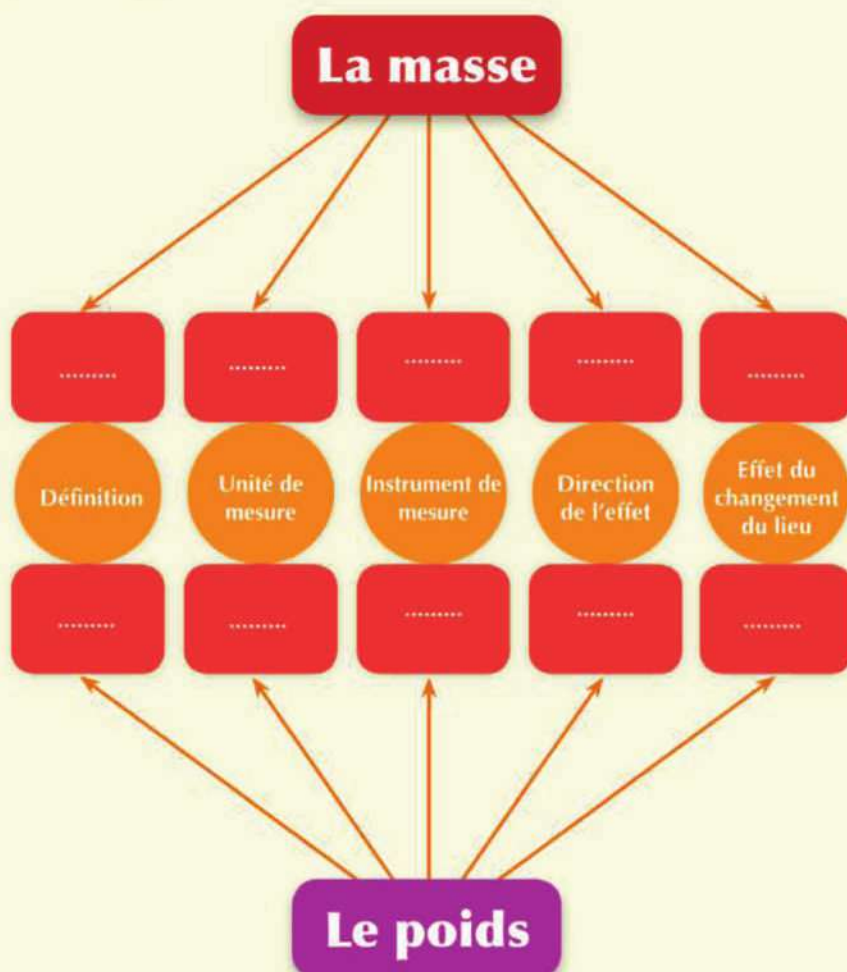 La masse
.........
.........
.........
.........
.........
Définition
Unité de
mesure
Instrument de
mesure
Direction
de l'effet
Effet du
changement
du lieu
.........
.........
.........
.........
.........
Le poids